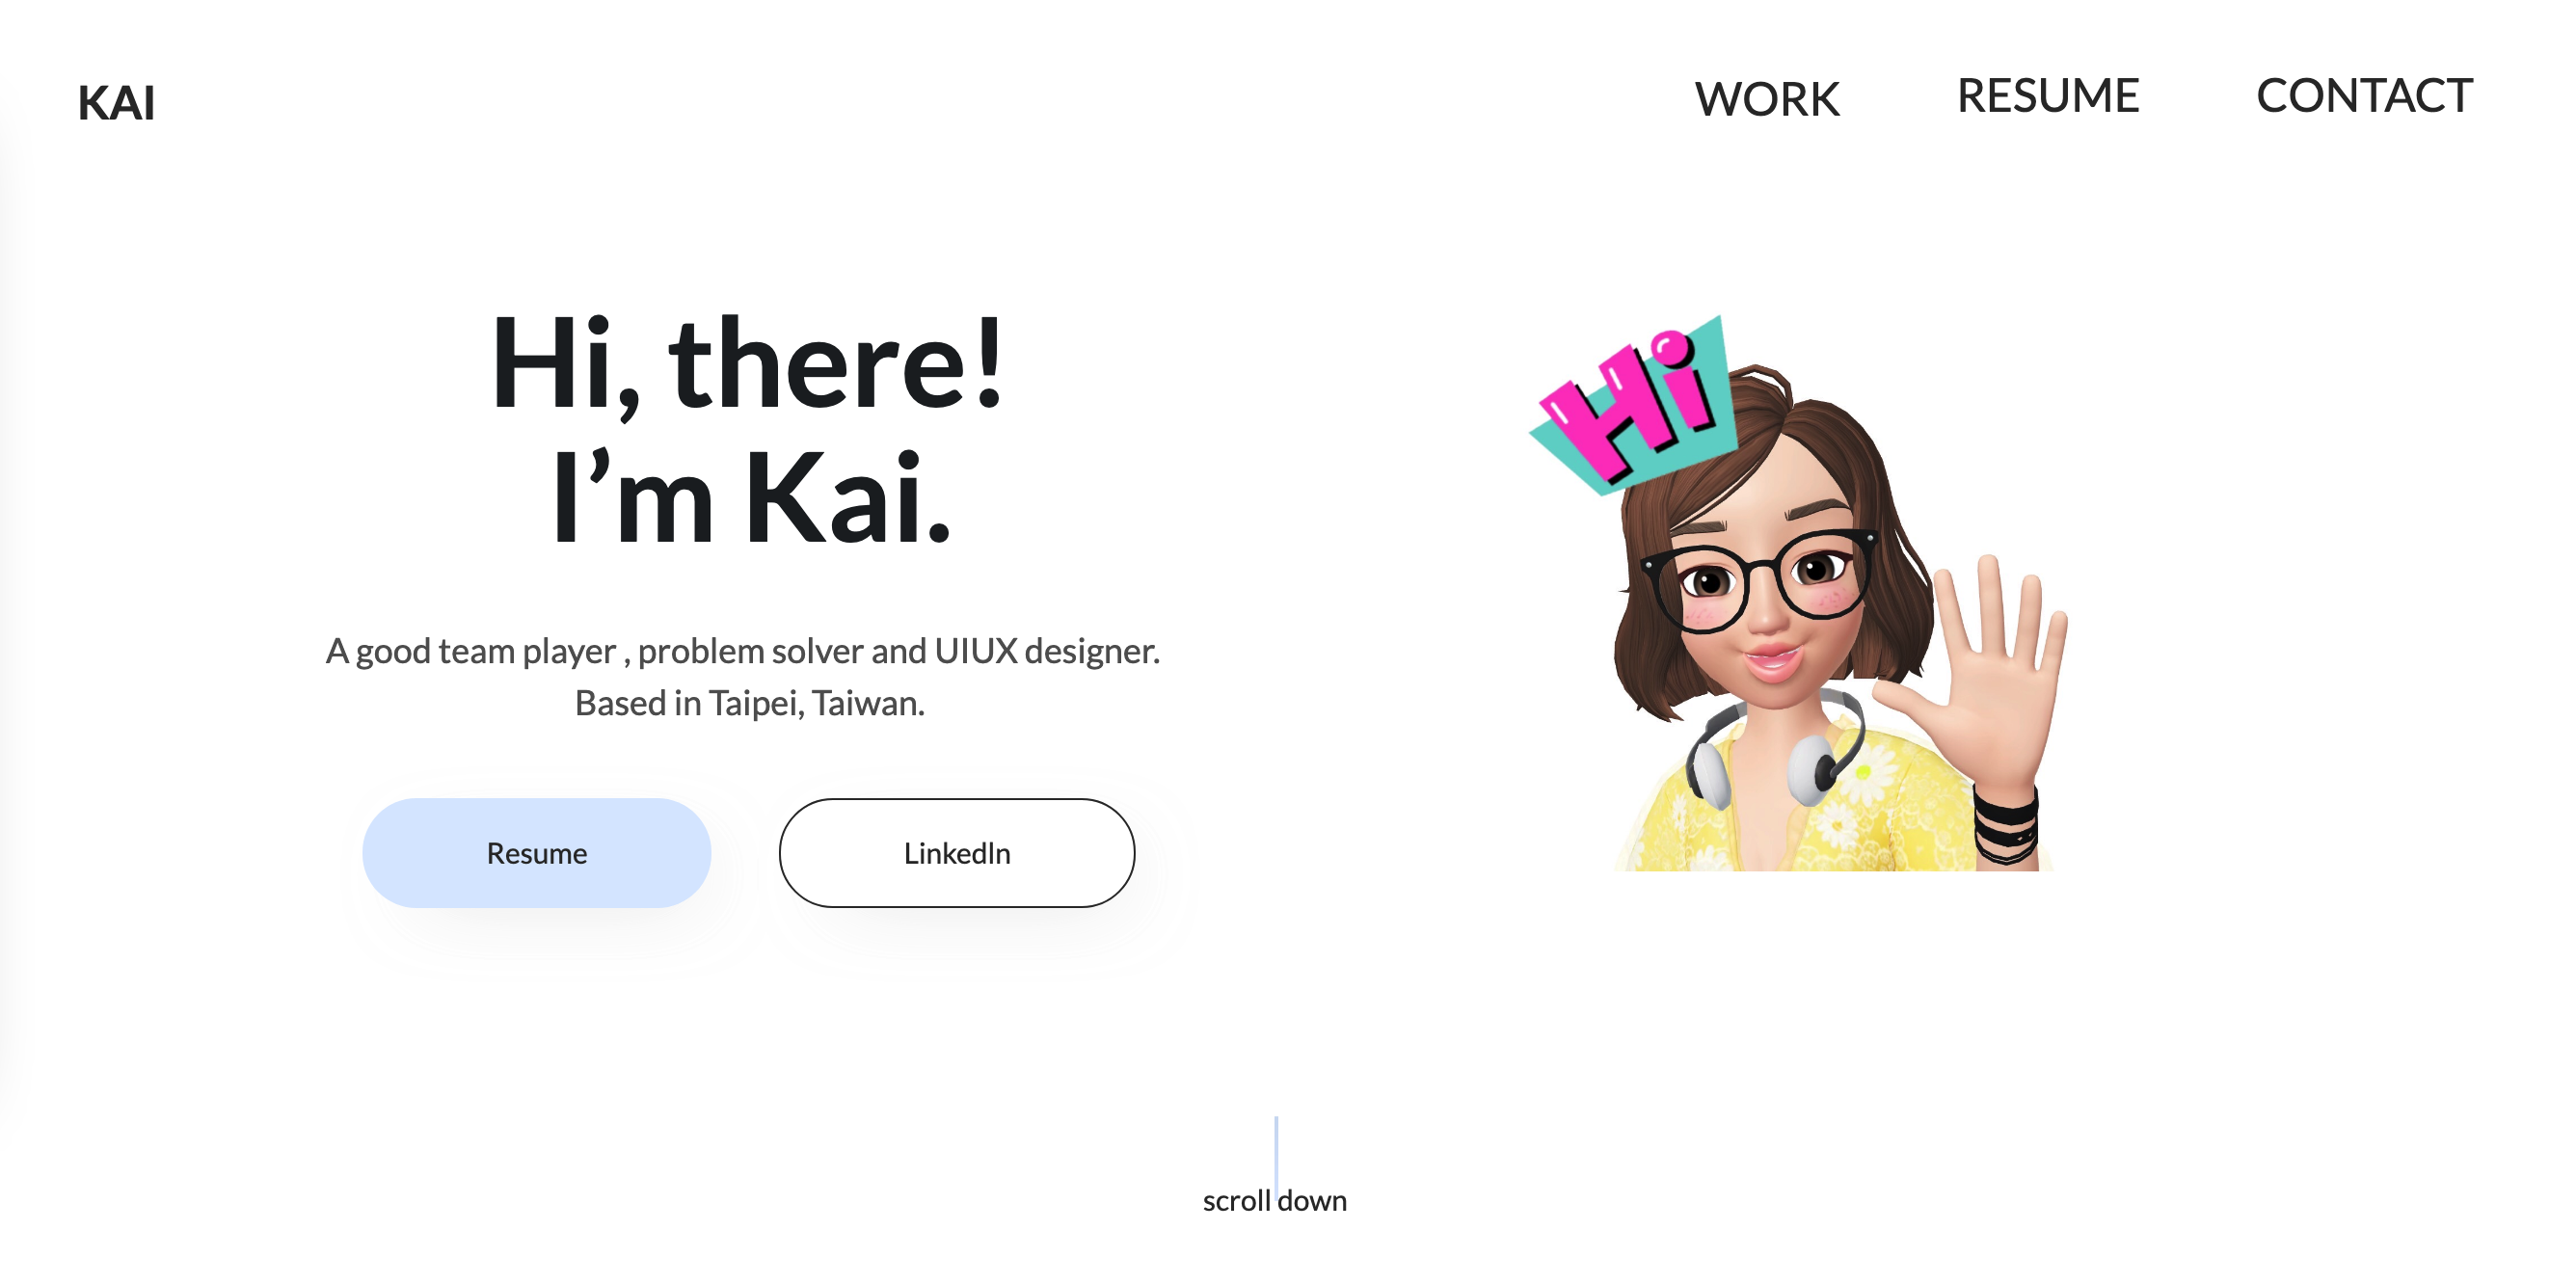 KAI
WORK RESUME CONTACT
Hi, there!
I’m Kai.
Hi
A good team player , problem solver and UIUX designer.
Based in Taipei, Taiwan.
Resume LinkedIn
scroll down